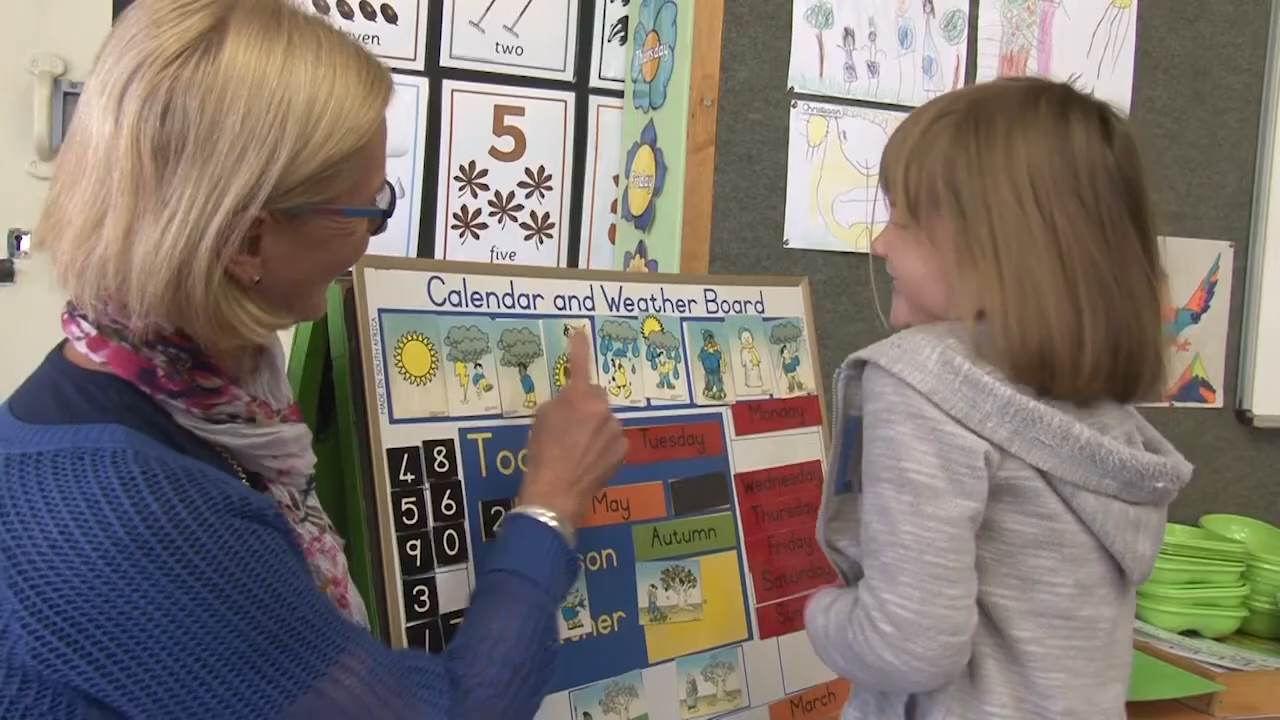 two
5
five
Thursday
Friday
Christiaan
Calendar and Weather Board
MADE IN SOUTH AFRICA
Monday
Tuesday
4 8
Wednesday
5 6
2
May
Thursday
9 0
Autumn
Friday
3
Saturday
March